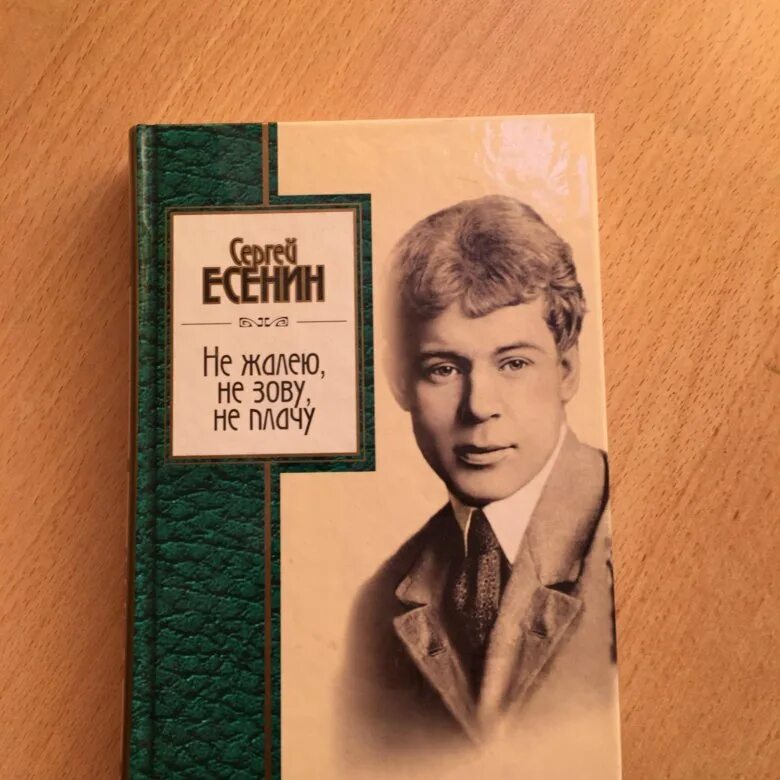 Сергей
ЕСЕНИН
Не жалею,
не зову,
не плачу